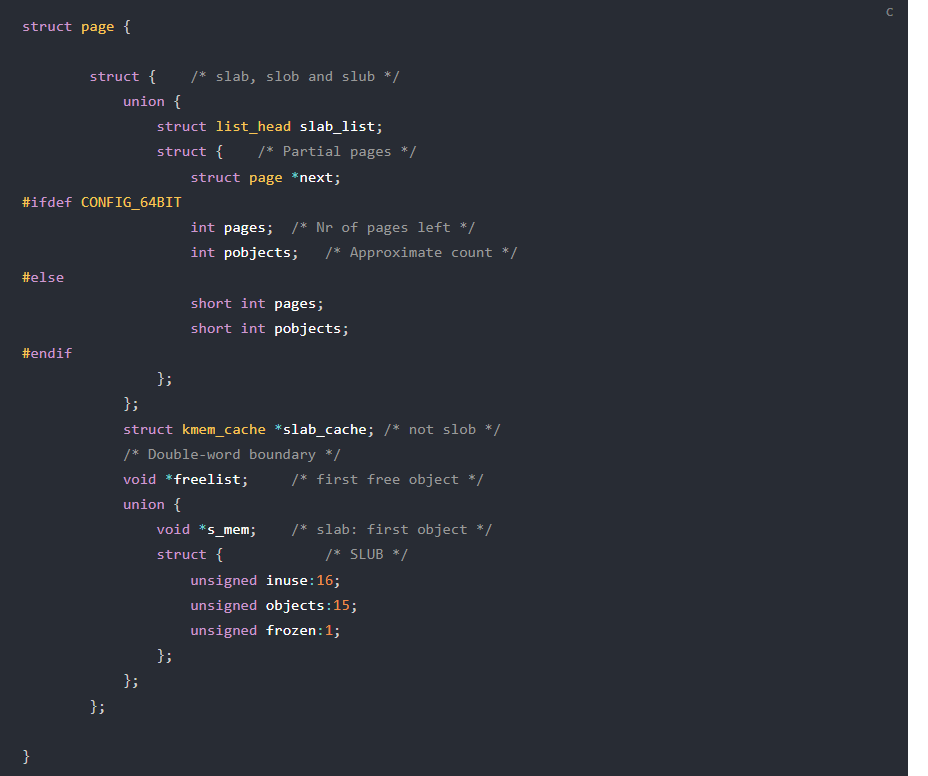 C
struct page {
        struct {    /* slab, slob and slub */
            union {
                struct list_head slab_list;
                struct {    /* Partial pages */
                    struct page *next;
#ifdef CONFIG_64BIT
                    int pages;  /* Nr of pages left */
                    int pobjects;   /* Approximate count */
#else
                    short int pages;
                    short int pobjects;
#endif
                };
            };
            struct kmem_cache *slab_cache; /* not slob */
            /* Double-word boundary */
            void *freelist;     /* first free object */
            union {
                void *s_mem;    /* slab: first object */
                struct {            /* SLUB */
                    unsigned inuse:16;
                    unsigned objects:15;
                    unsigned frozen:1;
                };
            };
        };
}